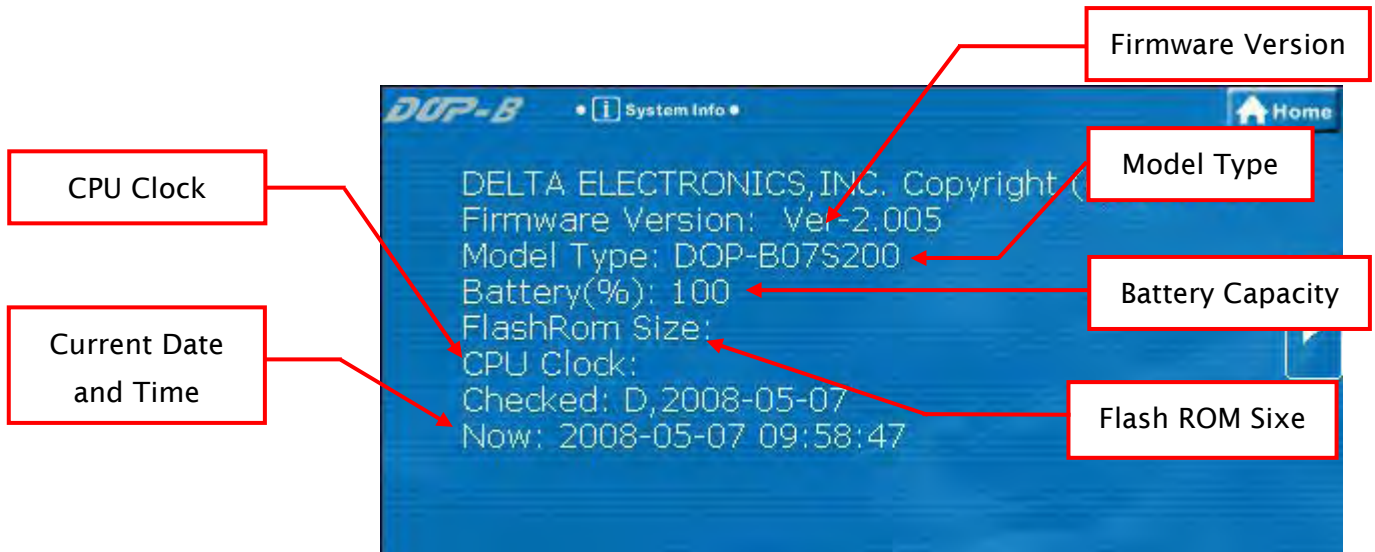 Firmware Version
DOP-B
• i System Info •
Home
Model Type
CPU Clock
DELTA ELECTRONICS,INC. Copyright (
Firmware Version: Ver-2.005
Model Type: DOP-B07S200
Battery(%): 100
Battery Capacity
FlashRom Size:
Current Date
and Time
CPU Clock:
Checked: D,2008-05-07
Flash ROM Sixe
Now: 2008-05-07 09:58:47